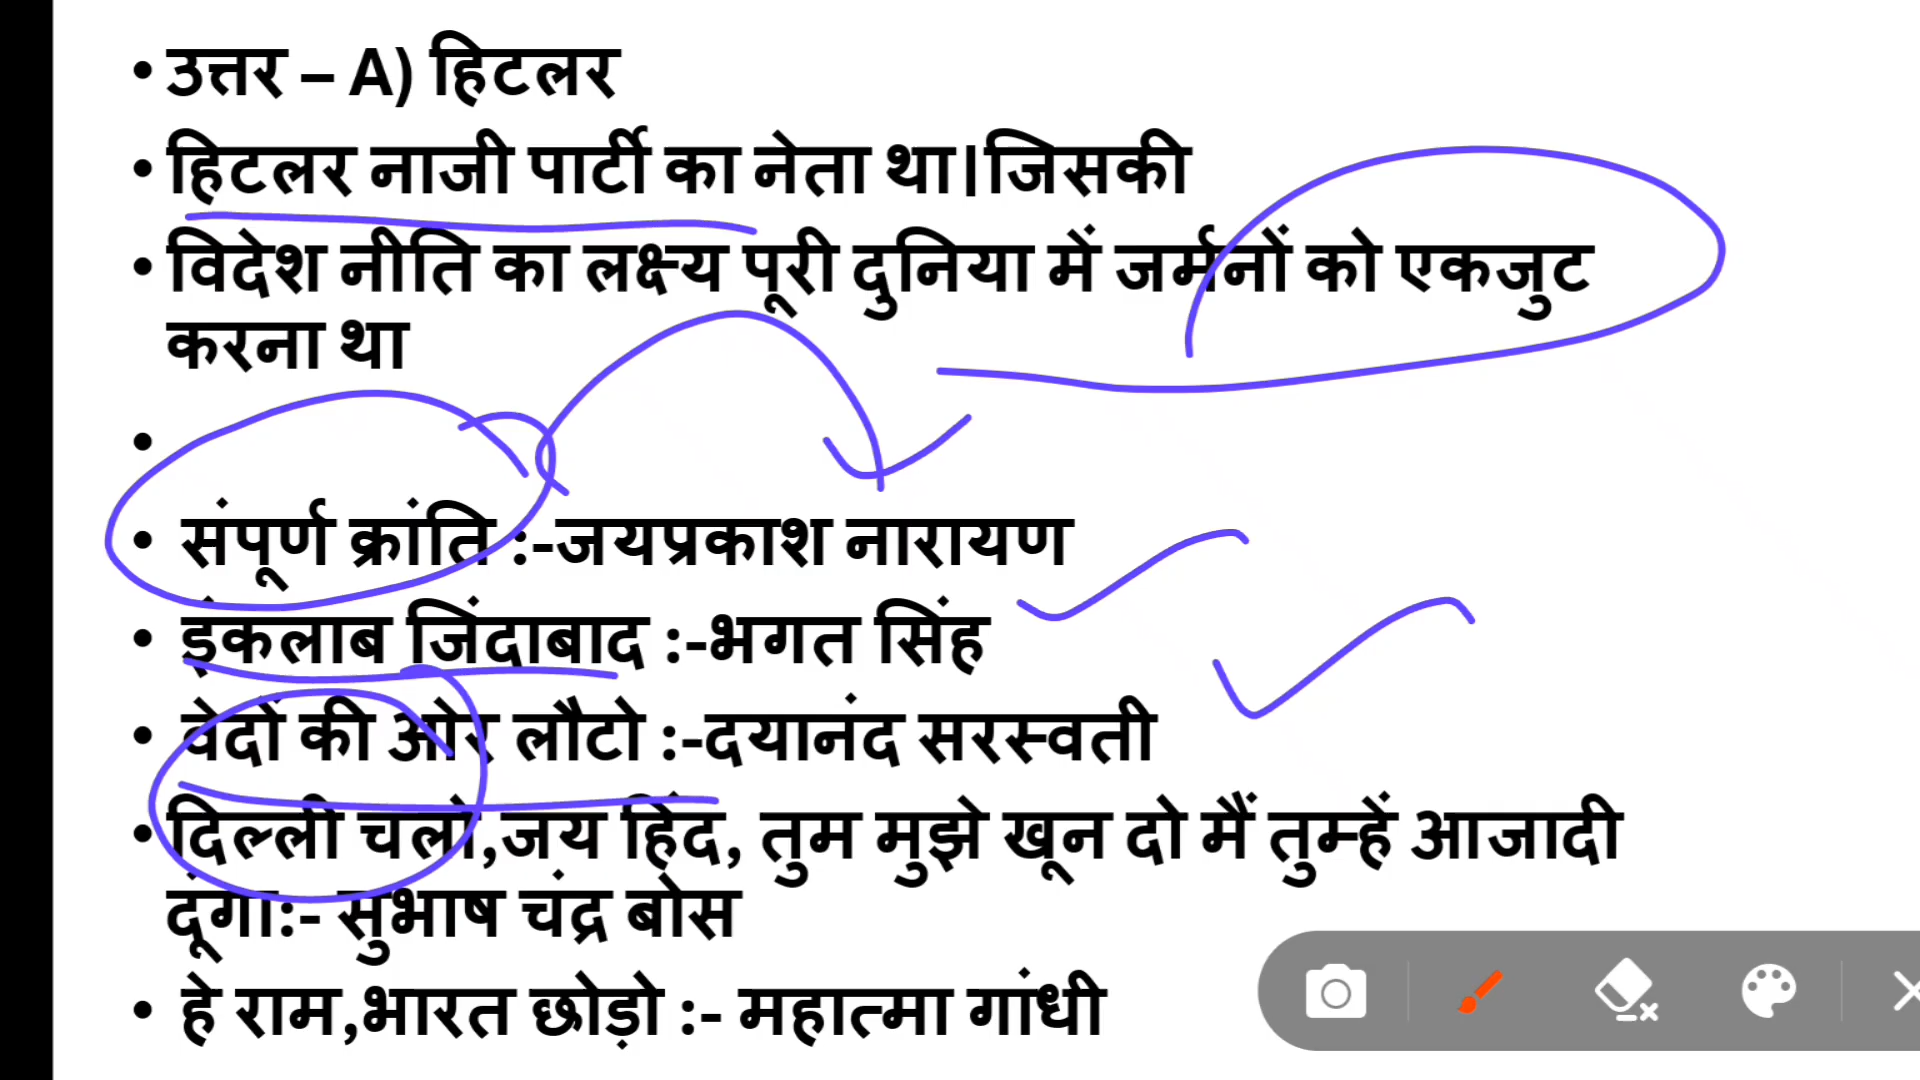 • उत्तर – A) हिटलर
• हिटलर नाजी पार्टी का नेता था।जिसकी
• विदेश नीति का लक्ष्य पूरी दुनिया में जर्मनों को एकजुट
करना था
•
• संपूर्ण क्रांति :-जयप्रकाश नारायण
• इंकलाब जिंदाबाद :-भगत सिंह
• वेदों की ओर लौटो :-दयानंद सरस्वती
• दिल्ली चलो,जय हिंद, तुम मुझे खून दो मैं तुम्हें आजादी
दूंगा:- सुभाष चंद्र बोस
• हे राम,भारत छोड़ो :- महात्मा गांधी